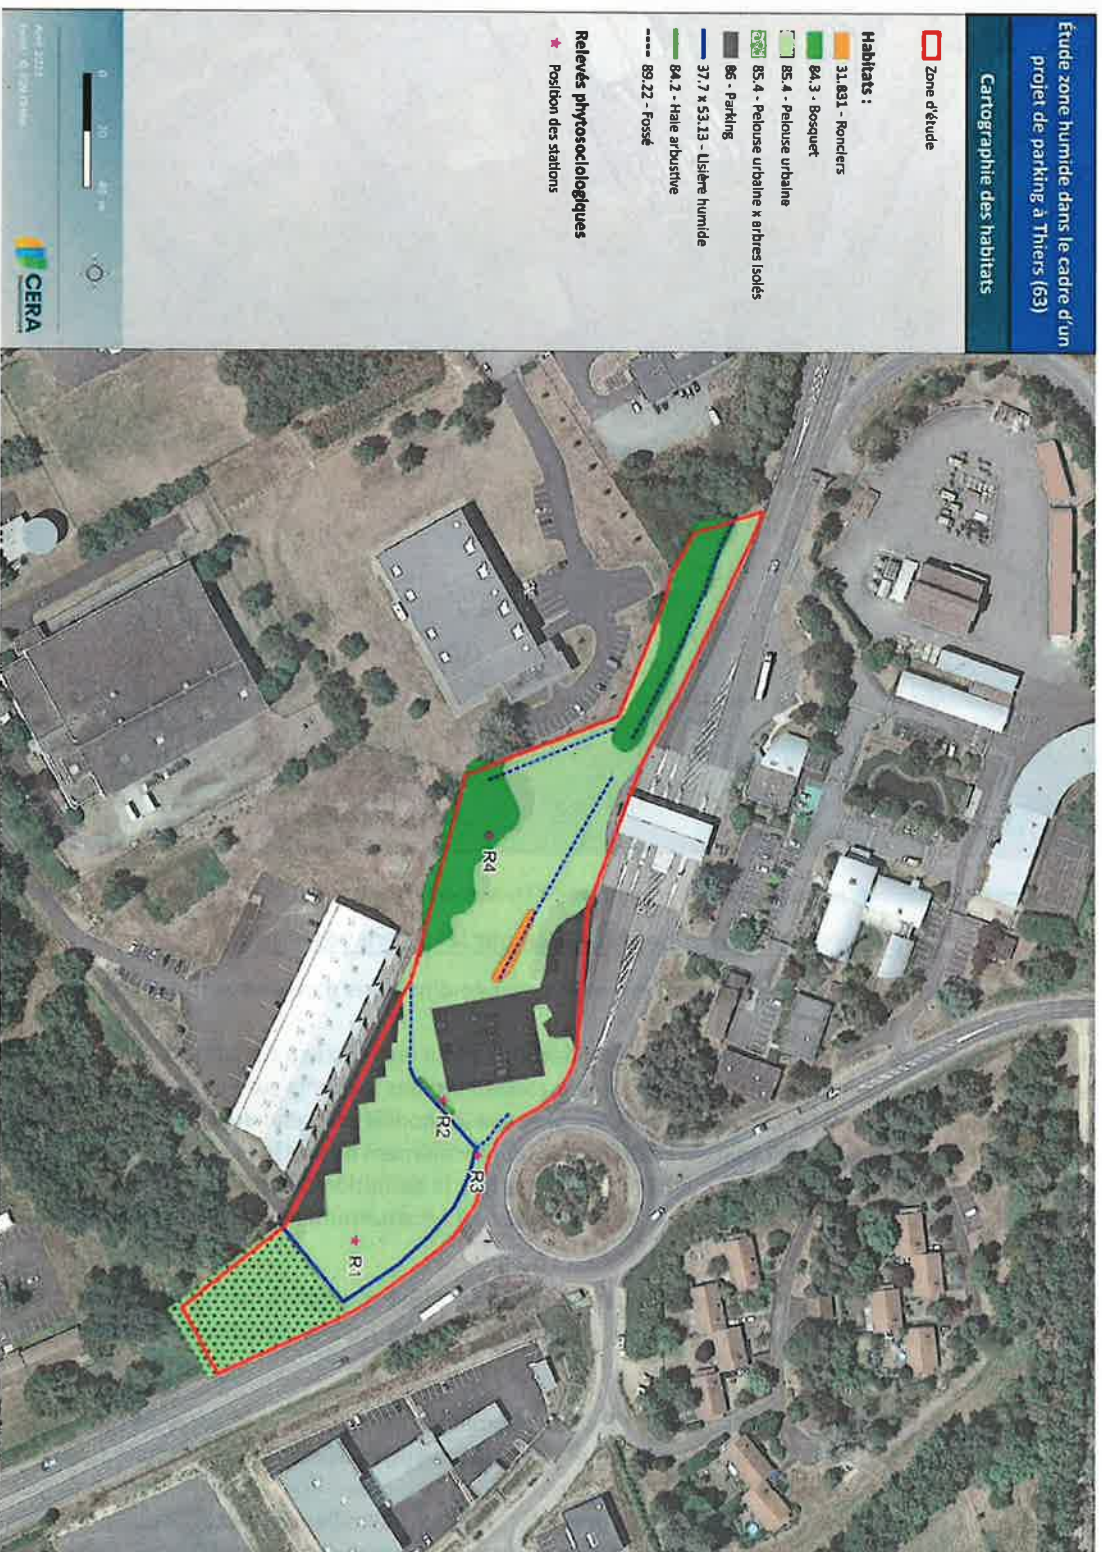 Étude zone humide dans le cadre d'un
projet de parking à Thiers (63)
Cartographie des habitats
Zone d'étude
Habitats :
31.831 - Ronciers
84.3 - Bosquet
85.4 - Pelouse urbaine
85.4 - Pelouse urbaine x arbres isolés
86 - Parking
37.7 x 53.13 - Lisière humide
84.2 - Haie arbustive
89.22 - Fossé
Relevés phytosociologiques
Position des stations
0 20 40 m
CERA
R4
R2
R3
R1